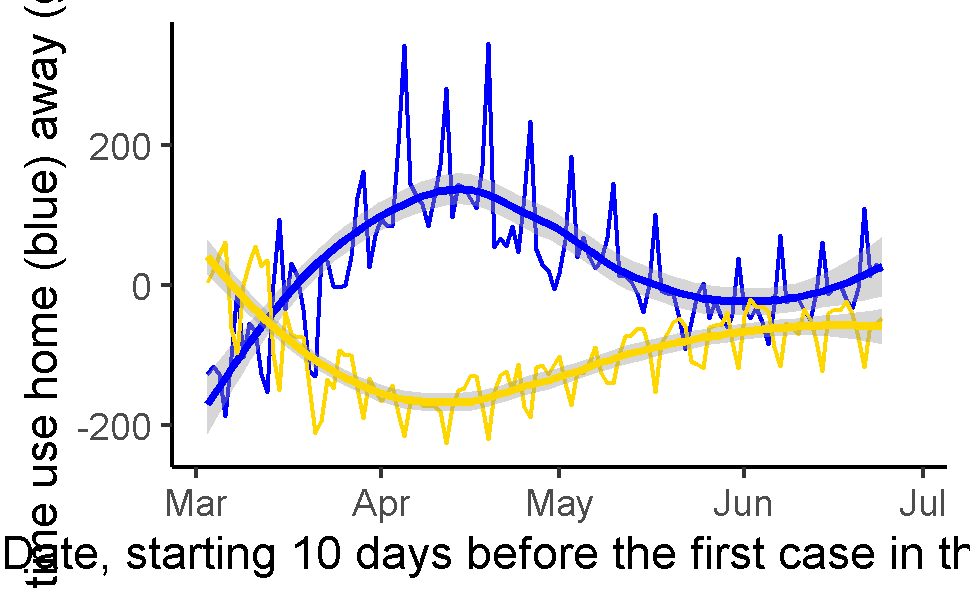 time use home (blue) away (
200
0
-200
Mar Apr May Jun Jul
Date, starting 10 days before the first case in th